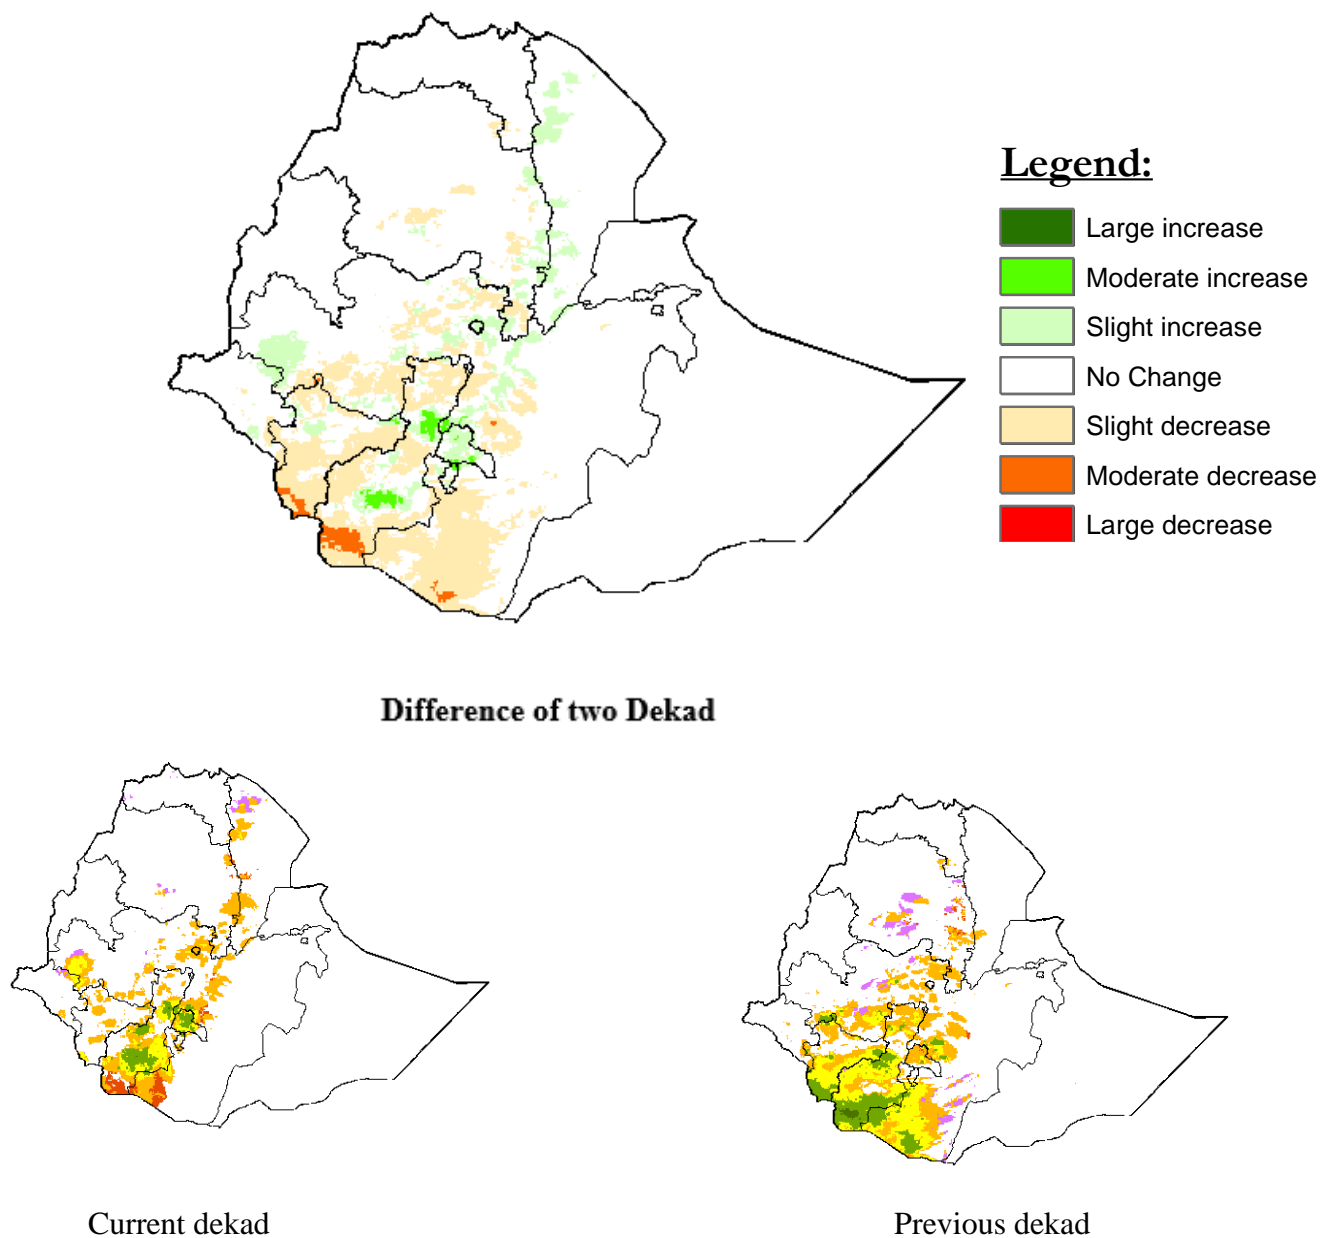 Legend:
Large increase
Moderate increase
Slight increase
No Change
Slight decrease
Moderate decrease
Large decrease
Difference of two Dekad
Current dekad
Previous dekad